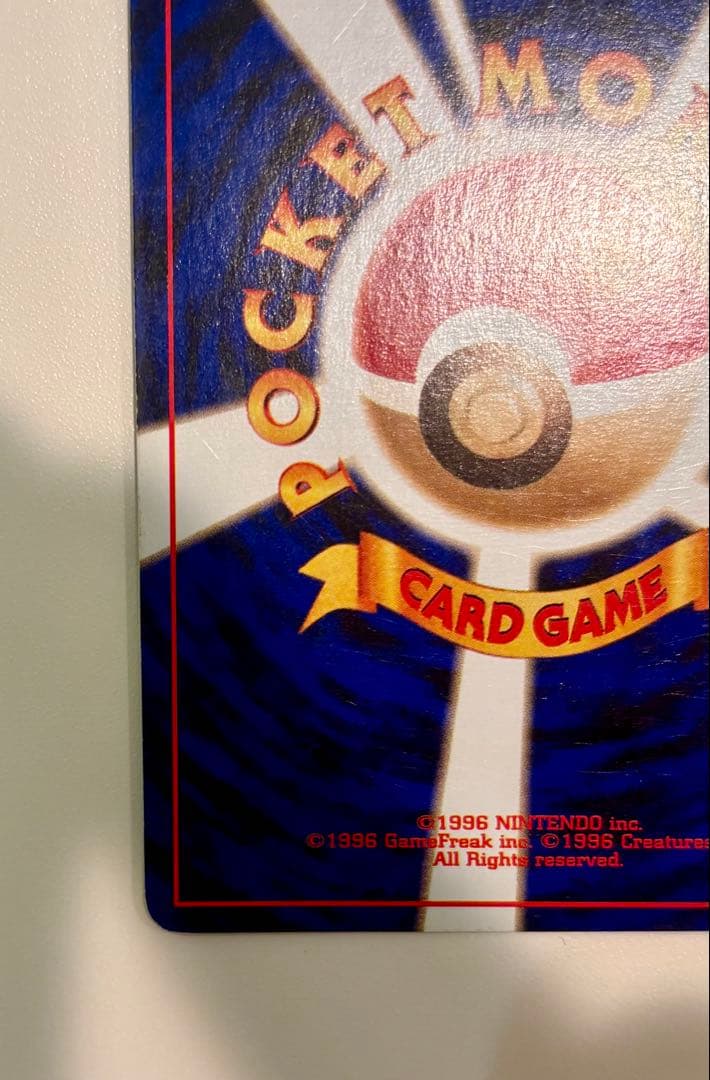 POCKET MO
CARD GAME
©1996 NINTENDO inc.
©1996 GameFreak inc. ©1996 Creatures
All Rights reserved.